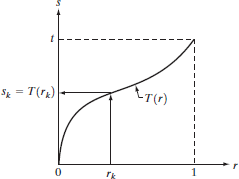 s
t
s_k = T(r_k)
T(r)
0
r_k
1
r